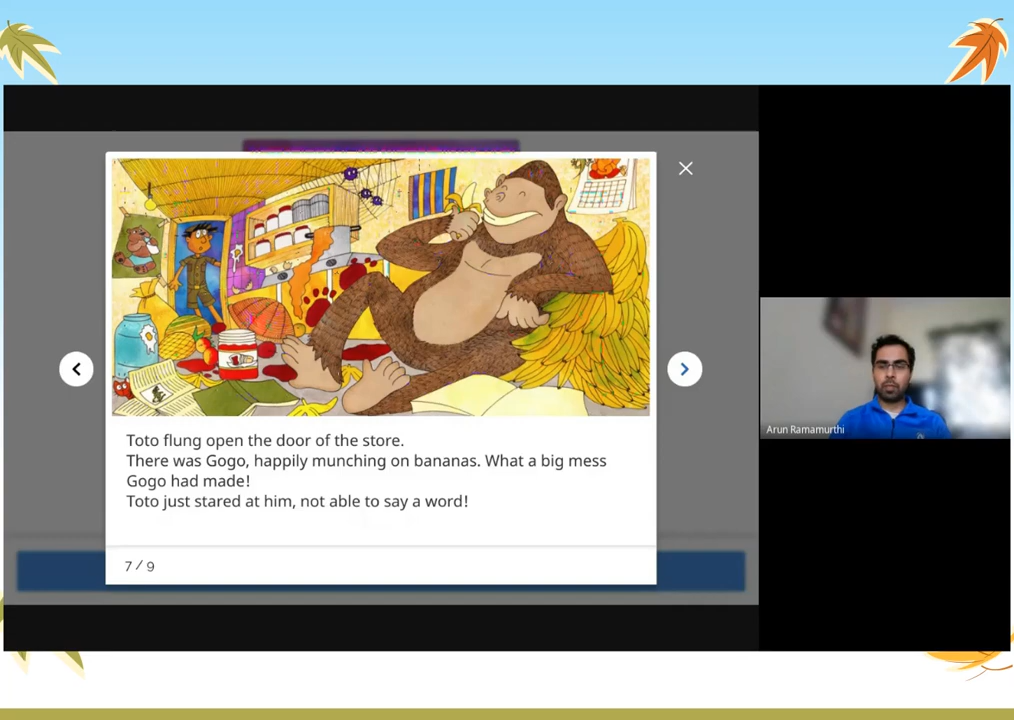 Toto flung open the door of the store.
There was Gogo, happily munching on bananas. What a big mess
Gogo had made!
Toto just stared at him, not able to say a word!
7 / 9
Arun Ramamurthi